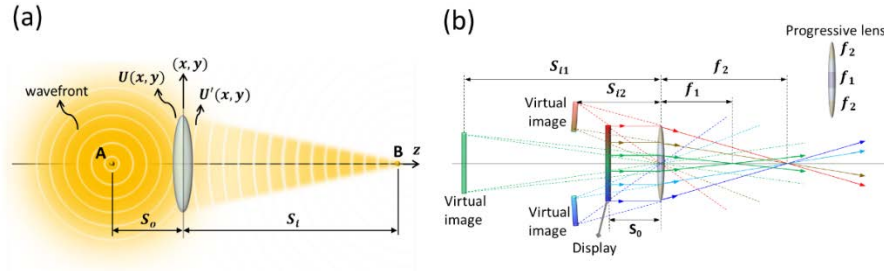 (a)
(x, y)
U(x, y)
U′(x, y)
wavefront
A
B
z
S_o
S_i
(b)
Progressive lens
f_2
f_1
f_2
S_i1
f_2
S_i2
f_1
Virtual
image
Virtual
image
Virtual
image
S_0
Display